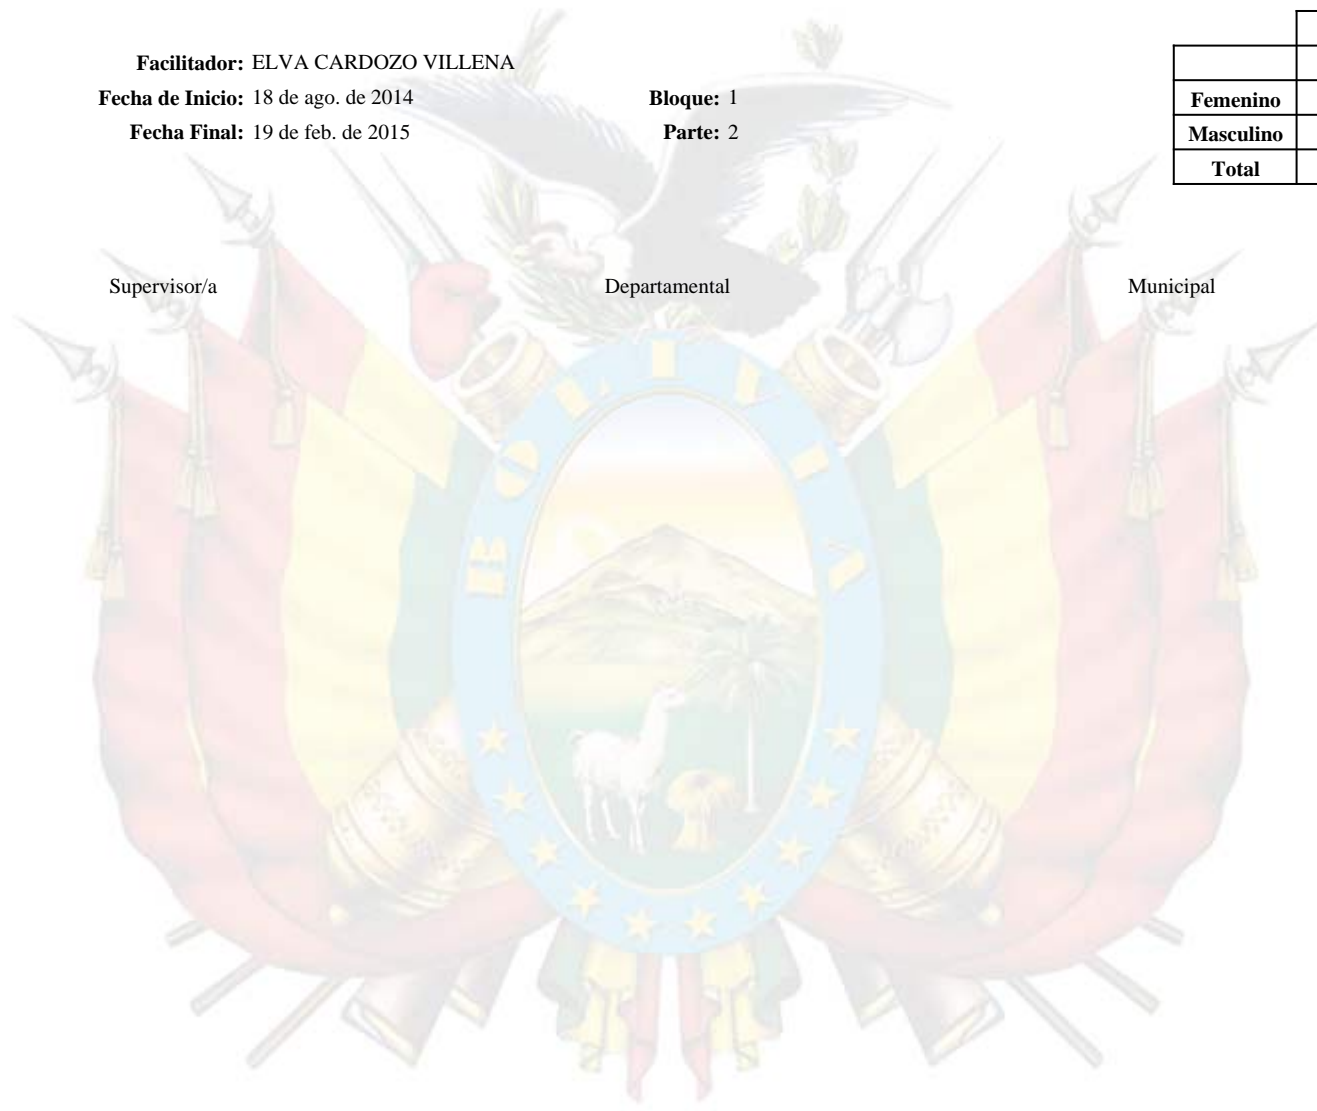 Facilitador: ELVA CARDOZO VILLENA
Fecha de Inicio: 18 de ago. de 2014 Bloque: 1
Fecha Final: 19 de feb. de 2015 Parte: 2
Femenino
Masculino
Total
Supervisor/a Departamental Municipal
BOLIVIA